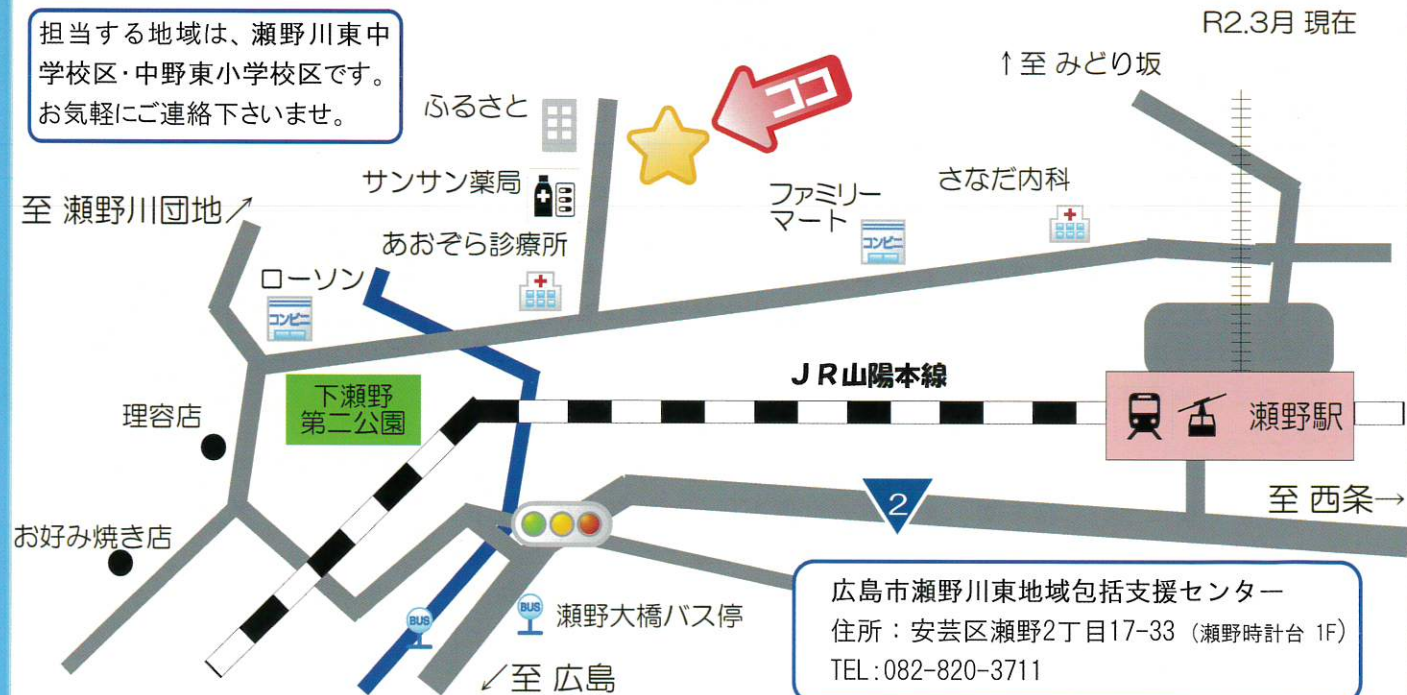 担当する地域は、瀬野川東中
学校区・中野東小学校区です。
お気軽にご連絡下さいませ。
R2.3月 現在
↑至 みどり坂
ココ
ふるさと
サンサン薬局
至 瀬野川団地↗
あおぞら診療所
ファミリー
マート
コンビニ
さなだ内科
ローソン
コンビニ
JR山陽本線
下瀬野
第二公園
理容店
瀬野駅
2
至 西条→
お好み焼き店
BUS
BUS
瀬野大橋バス停
↙至 広島
広島市瀬野川東地域包括支援センター
住所：安芸区瀬野2丁目17-33 (瀬野時計台 1F)
TEL:082-820-3711